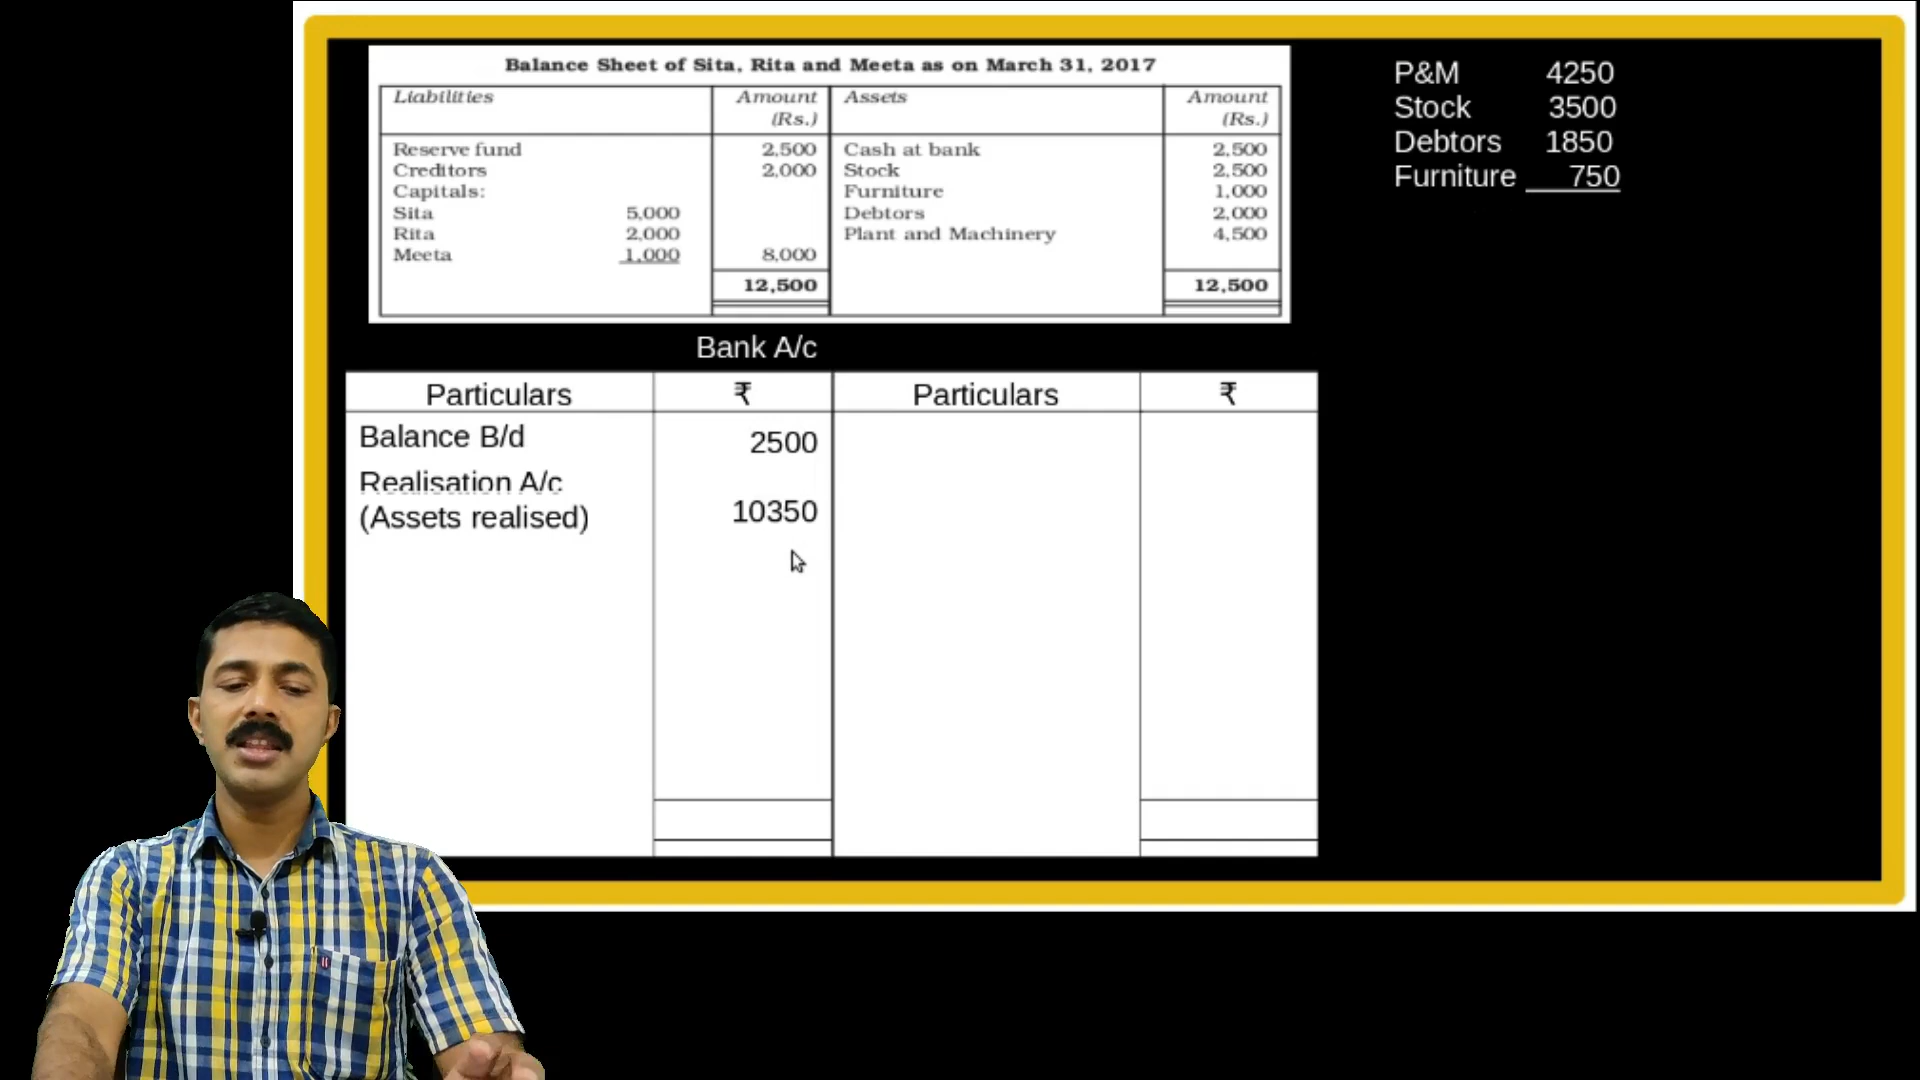 Balance Sheet of Sita, Rita and Meeta as on March 31, 2017
Liabilities Amount (Rs.) Assets Amount (Rs.)
Reserve fund 2,500 Cash at bank 2,500
Creditors 2,000 Stock 2,500
Capitals: Furniture 1,000
Sita 5,000 Debtors 2,000
Rita 2,000 Plant and Machinery 4,500
Meeta 1,000 8,000
12,500 12,500
P&M 4250
Stock 3500
Debtors 1850
Furniture 750
Bank A/c
Particulars ₹ Particulars ₹
Balance B/d 2500
Realisation A/c
(Assets realised) 10350